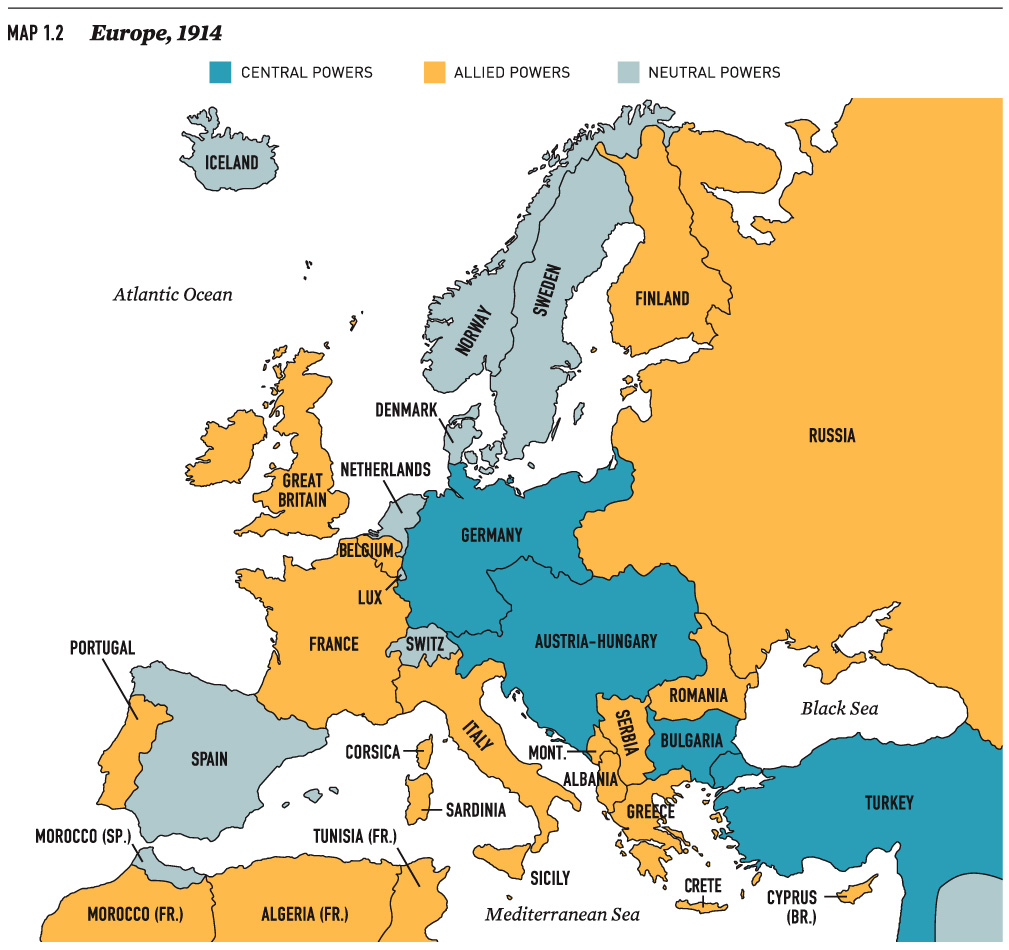 MAP 1.2 Europe, 1914
CENTRAL POWERS
ALLIED POWERS
NEUTRAL POWERS
ICELAND
Atlantic Ocean
NORWAY
SWEDEN
FINLAND
RUSSIA
DENMARK
NETHERLANDS
GREAT
BRITAIN
BELGIUM
GERMANY
LUX
FRANCE
SWITZ
AUSTRIA-HUNGARY
PORTUGAL
SPAIN
ROMANIA
Black Sea
ITALY
SERBIA
BULGARIA
CORSICA
MONT.
ALBANIA
SARDINIA
GREECE
TURKEY
MOROCCO (SP.)
TUNISIA (FR.)
SICILY
CRETE
CYPRUS
(BR.)
MOROCCO (FR.)
ALGERIA (FR.)
Mediterranean Sea